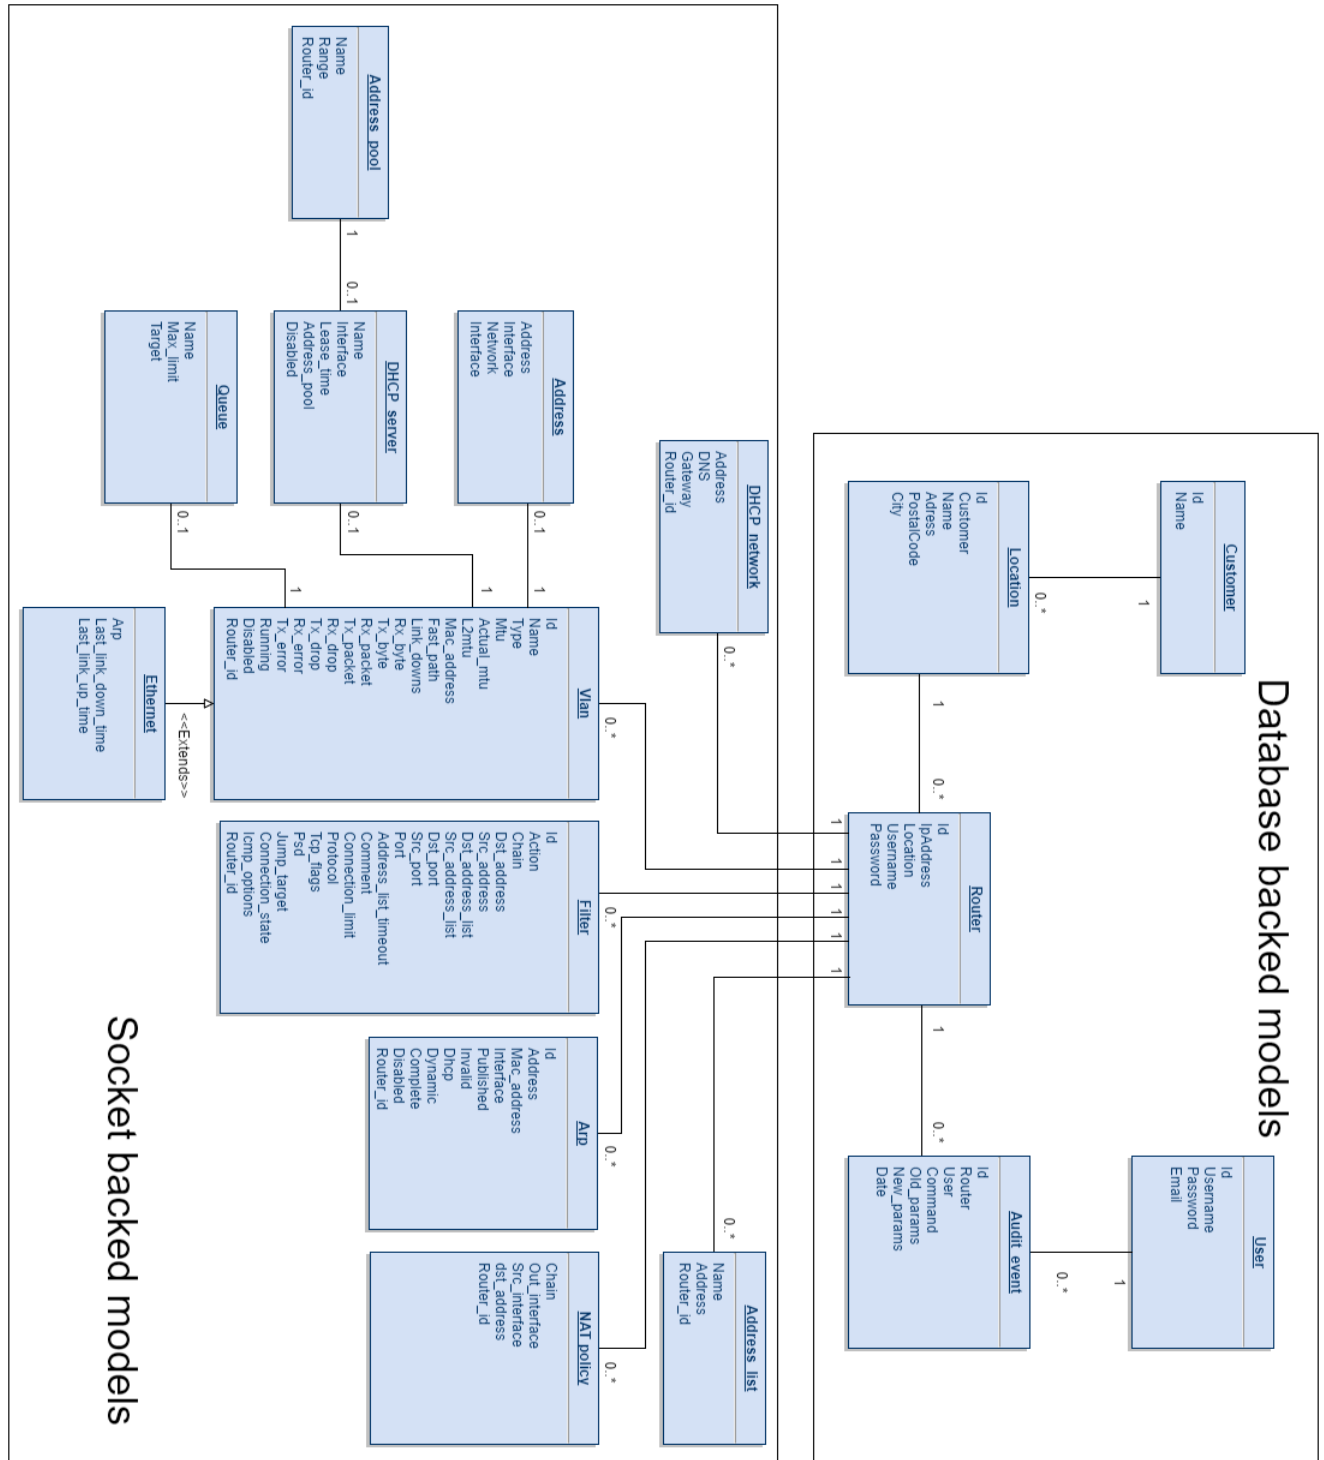 Database backed models
Customer
Id
Name
1
0..*
Location
Id
Customer
Name
Adress
PostalCode
City
1
0..*
User
Id
Username
Password
Email
1
0..*
Audit_event
Id
Router
User
Command
Old_params
New_params
Date
0..*
1
Router
Id
IpAddress
Location
Username
Password
1
1
1
1
1
1
Socket backed models
DHCP_network
Address
DNS
Gateway
Router_id
0..*
Address_list
Name
Address
Router_id
0..*
Address_pool
Name
Range
Router_id
1
0..1
Address
Address
Interface
Network
Interface
0..1
1
DHCP_server
Name
Interface
Lease_time
Address_pool
Disabled
0..1
1
Queue
Name
Max_limit
Target
0..1
1
Vlan
Id
Name
Type
Mtu
Actual_mtu
L2mtu
Mac_address
Fast_path
Link_downs
Rx_byte
Tx_byte
Rx_packet
Tx_packet
Rx_drop
Tx_drop
Rx_error
Tx_error
Running
Disabled
Router_id
0..*
<<Extends>>
Ethernet
Arp
Last_link_down_time
Last_link_up_time
Filter
Id
Action
Chain
Dst_address
Src_address
Dst_address_list
Src_address_list
Dst_port
Src_port
Port
Address_list_timeout
Comment
Connection_limit
Protocol
Tcp_flags
Psd
Jump_target
Connection_state
Icmp_options
Router_id
0..*
Arp
Id
Address
Mac_address
Interface
Published
Invalid
Dhcp
Dynamic
Complete
Disabled
Router_id
0..*
NAT policy
Chain
Out_interface
Src_interface
dst_address
Router_id
0..*